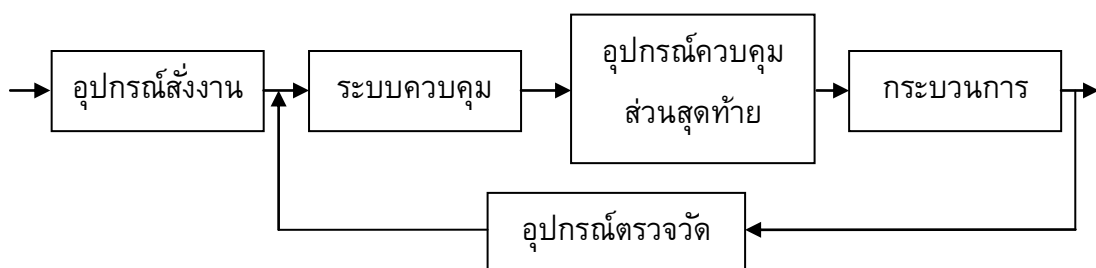 อุปกรณ์สั่งงาน
ระบบควบคุม
อุปกรณ์ควบคุม
ส่วนสุดท้าย
กระบวนการ
อุปกรณ์ตรวจวัด